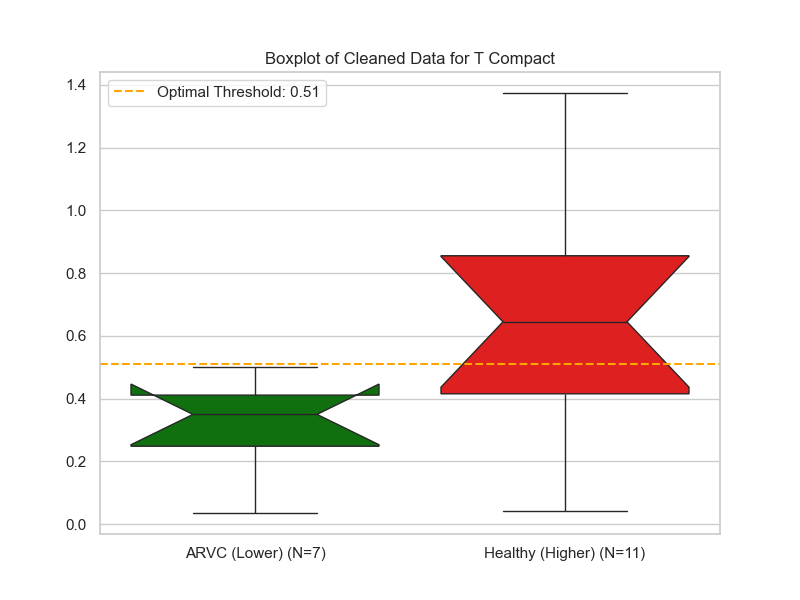 Boxplot of Cleaned Data for T Compact
Optimal Threshold: 0.51
1.4
1.2
1.0
0.8
0.6
0.4
0.2
0.0
ARVC (Lower) (N=7)
Healthy (Higher) (N=11)